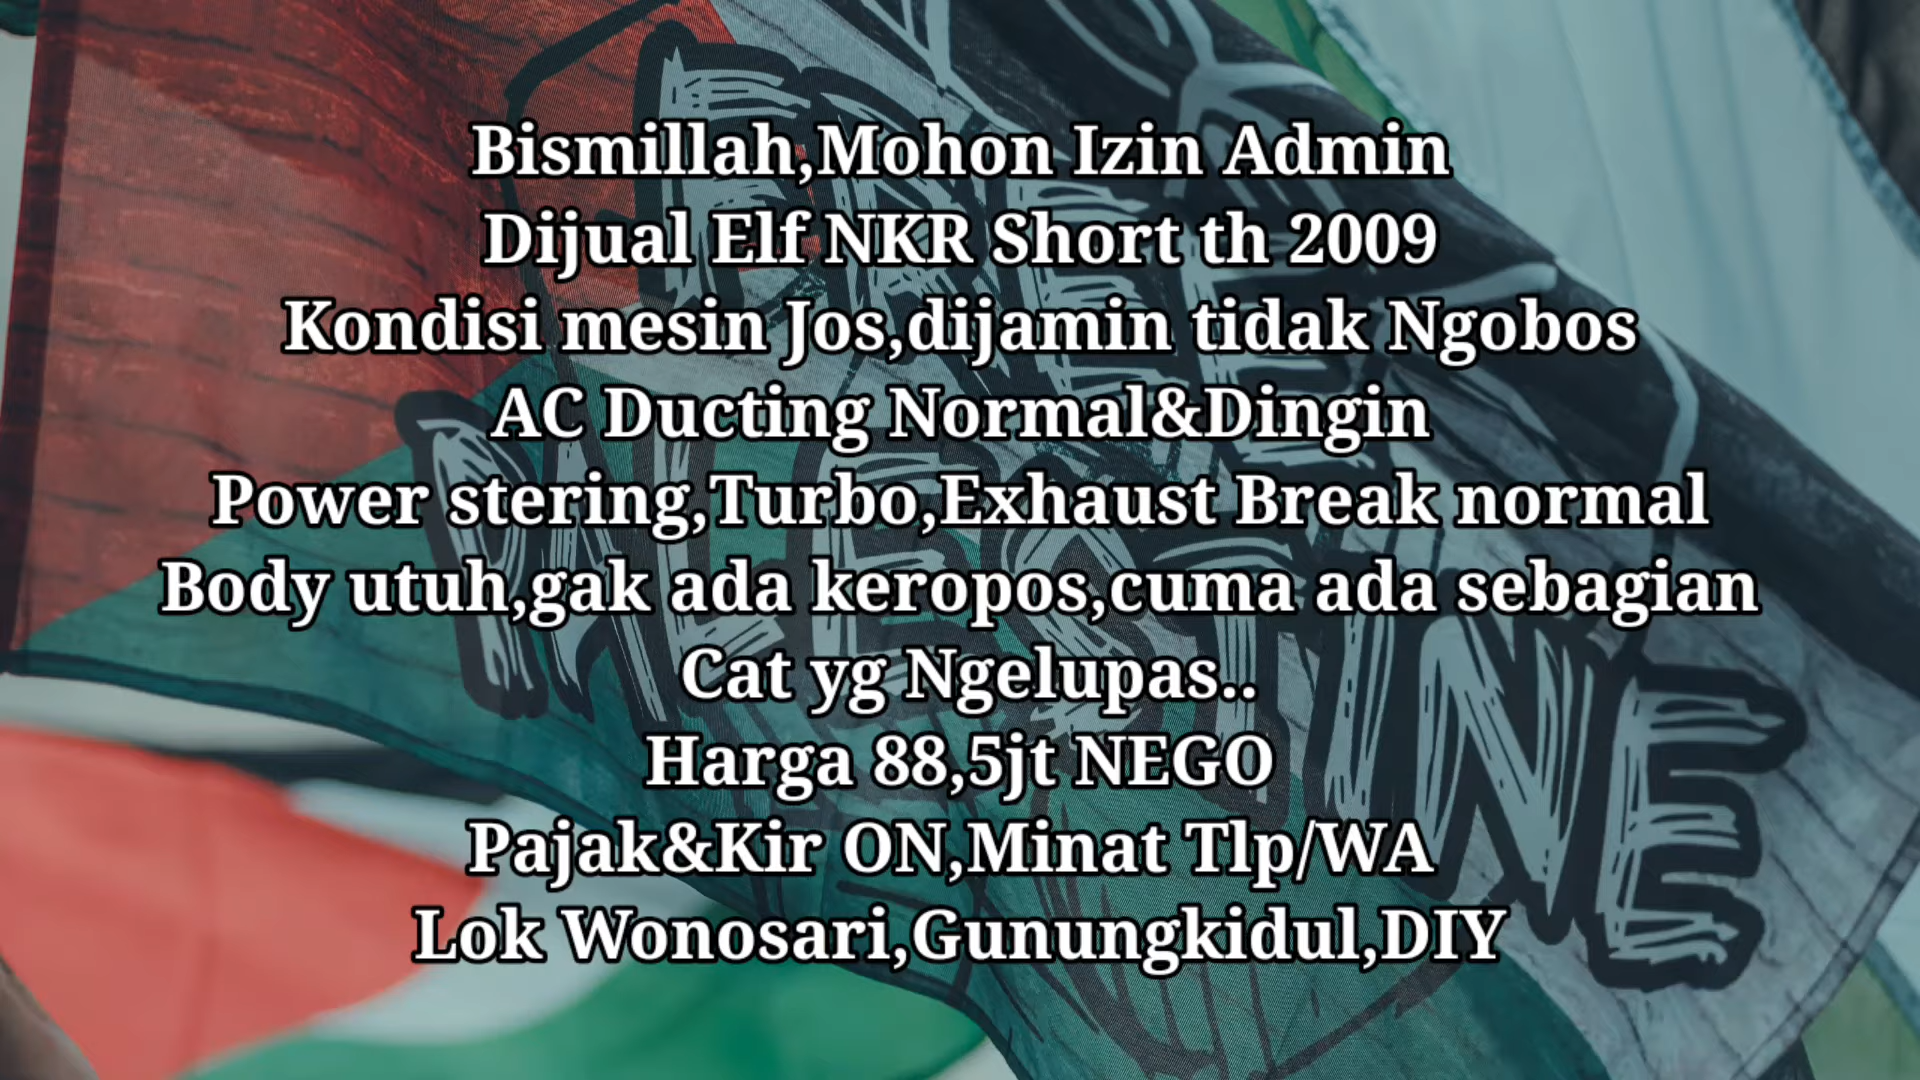 Bismillah,Mohon Izin Admin
Dijual Elf NKR Short th 2009
Kondisi mesin Jos,dijamin tidak Ngobos
AC Ducting Normal&Dingin
Power stering,Turbo,Exhaust Break normal
Body utuh,gak ada keropos,cuma ada sebagian
Cat yg Ngelupas..
Harga 88,5jt NEGO
Pajak&Kir ON,Minat Tlp/WA
Lok Wonosari,Gunungkidul,DIY
FREE
PALESTINE